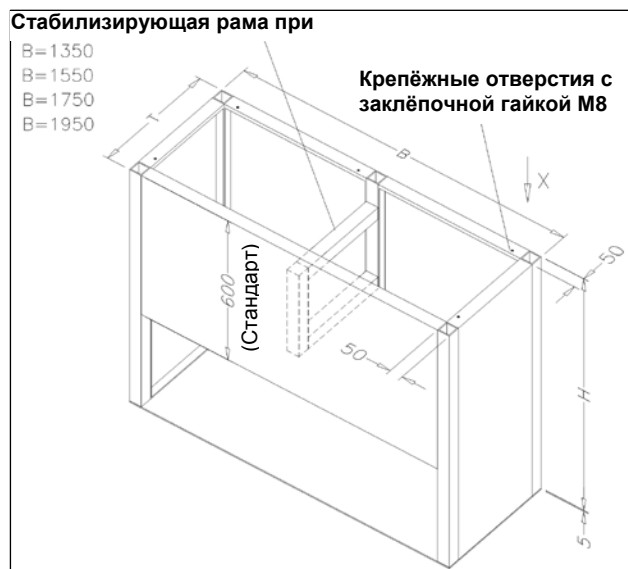 Стабилизирующая рама при
B=1350
B=1550
B=1750
B=1950
Крепёжные отверстия с
заклёпочной гайкой M8
T
B
X
50
600
(Стандарт)
50
H
5